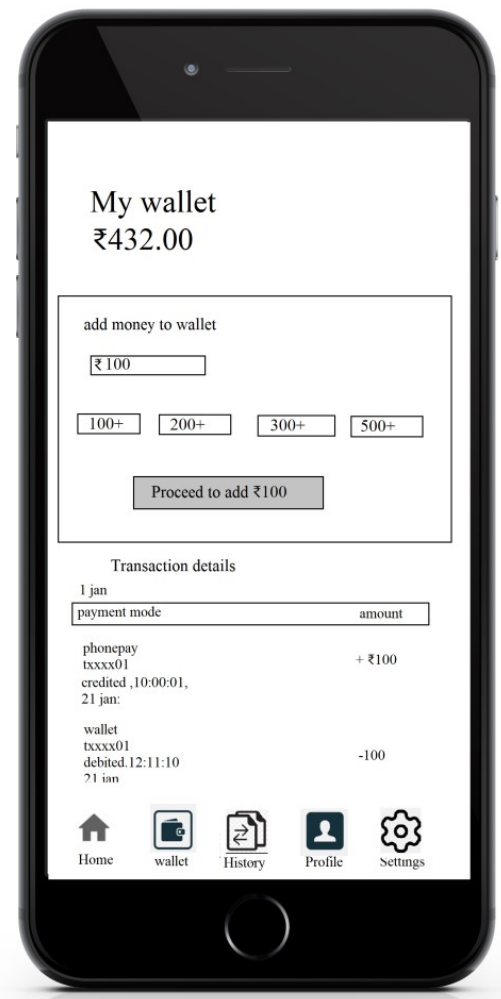 My wallet
₹432.00
add money to wallet
₹100
100+ 200+ 300+ 500+
Proceed to add ₹100
Transaction details
1 jan
payment mode amount
phonepay
txxxx01 + ₹100
credited ,10:00:01,
21 jan:
wallet
txxxx01
debited.12:11:10 -100
21 jan
Home wallet History Profile Settings